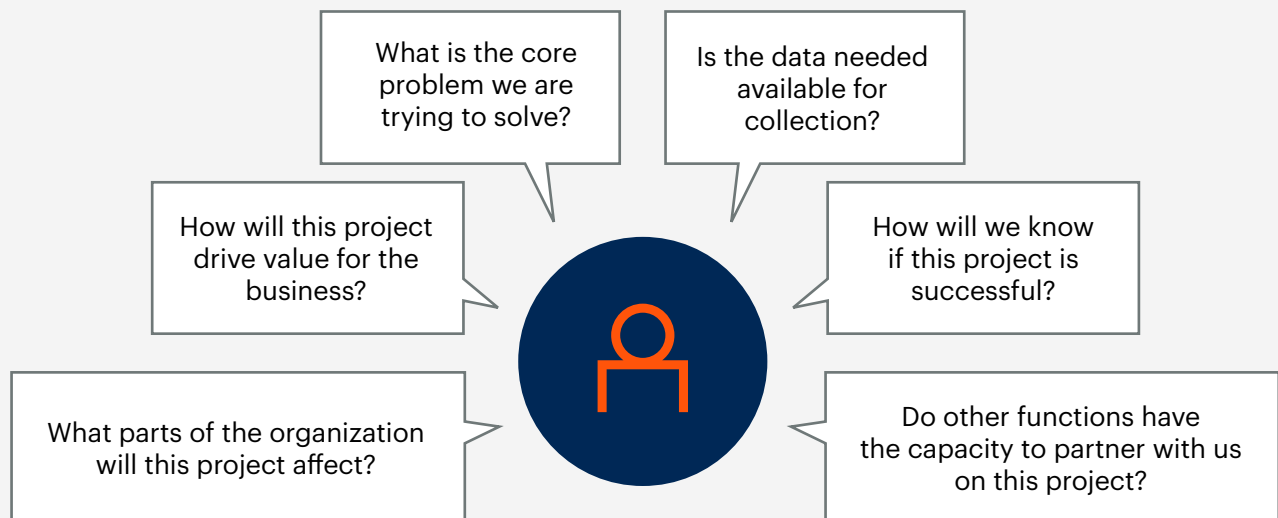 What is the core
problem we are
trying to solve?
Is the data needed
available for
collection?
How will this project
drive value for the
business?
How will we know
if this project is
successful?
What parts of the organization
will this project affect?
Do other functions have
the capacity to partner with us
on this project?